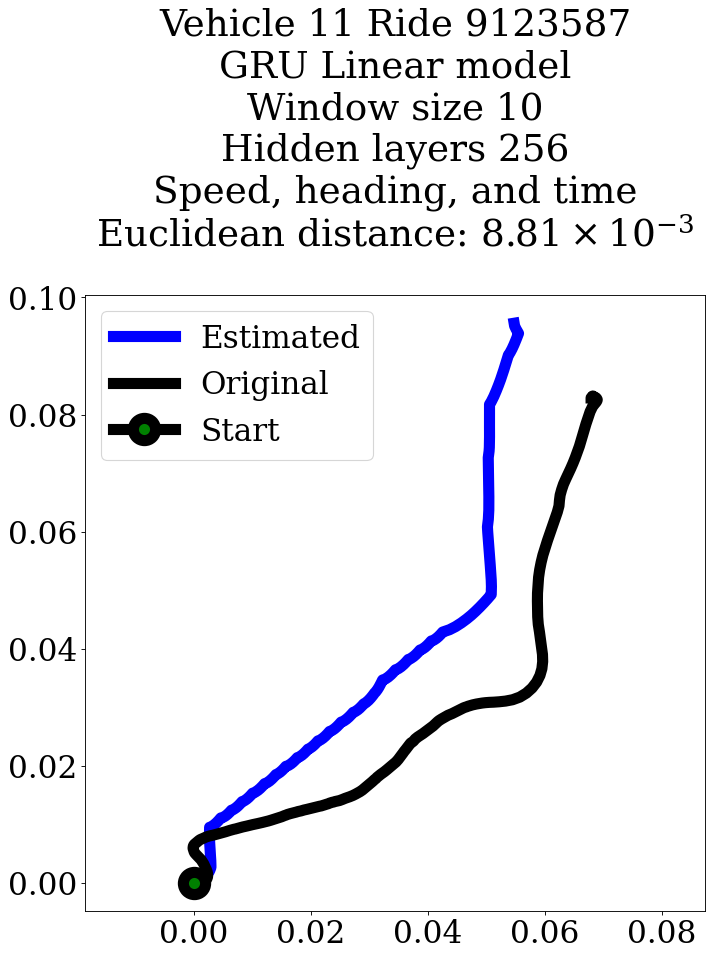 Vehicle 11 Ride 9123587
GRU Linear model
Window size 10
Hidden layers 256
Speed, heading, and time
Euclidean distance: 8.81 × 10⁻³
Estimated
Original
Start
0.10
0.08
0.06
0.04
0.02
0.00
0.00 0.02 0.04 0.06 0.08